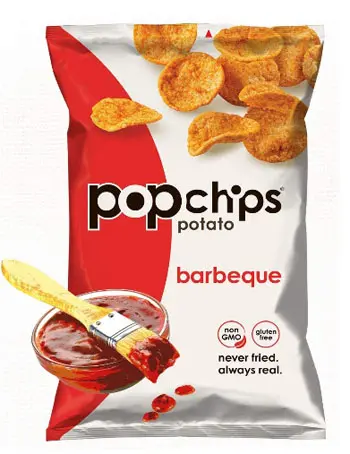 popchips®
potato
barbeque
non
GMO
gluten
free
never fried.
always real.